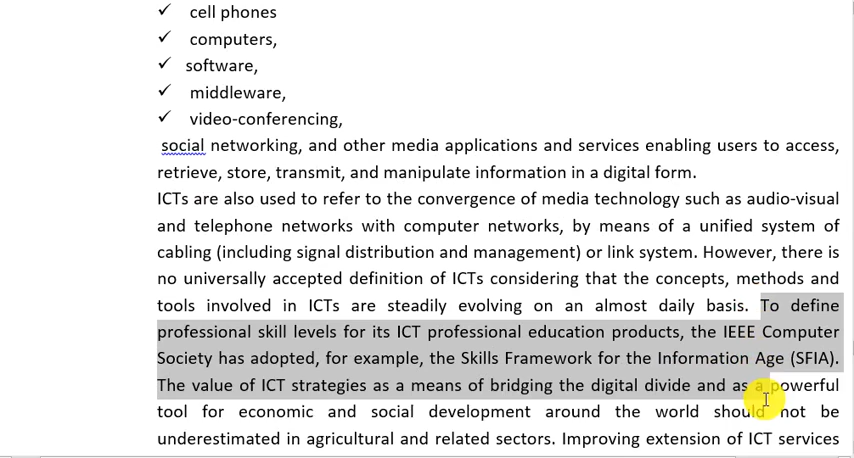 ✓ cell phones
✓ computers,
✓ software,
✓ middleware,
✓ video-conferencing,
social networking, and other media applications and services enabling users to access,
retrieve, store, transmit, and manipulate information in a digital form.
ICTs are also used to refer to the convergence of media technology such as audio-visual
and telephone networks with computer networks, by means of a unified system of
cabling (including signal distribution and management) or link system. However, there is
no universally accepted definition of ICTs considering that the concepts, methods and
tools involved in ICTs are steadily evolving on an almost daily basis. To define
professional skill levels for its ICT professional education products, the IEEE Computer
Society has adopted, for example, the Skills Framework for the Information Age (SFIA).
The value of ICT strategies as a means of bridging the digital divide and as a powerful
tool for economic and social development around the world should not be
underestimated in agricultural and related sectors. Improving extension of ICT services